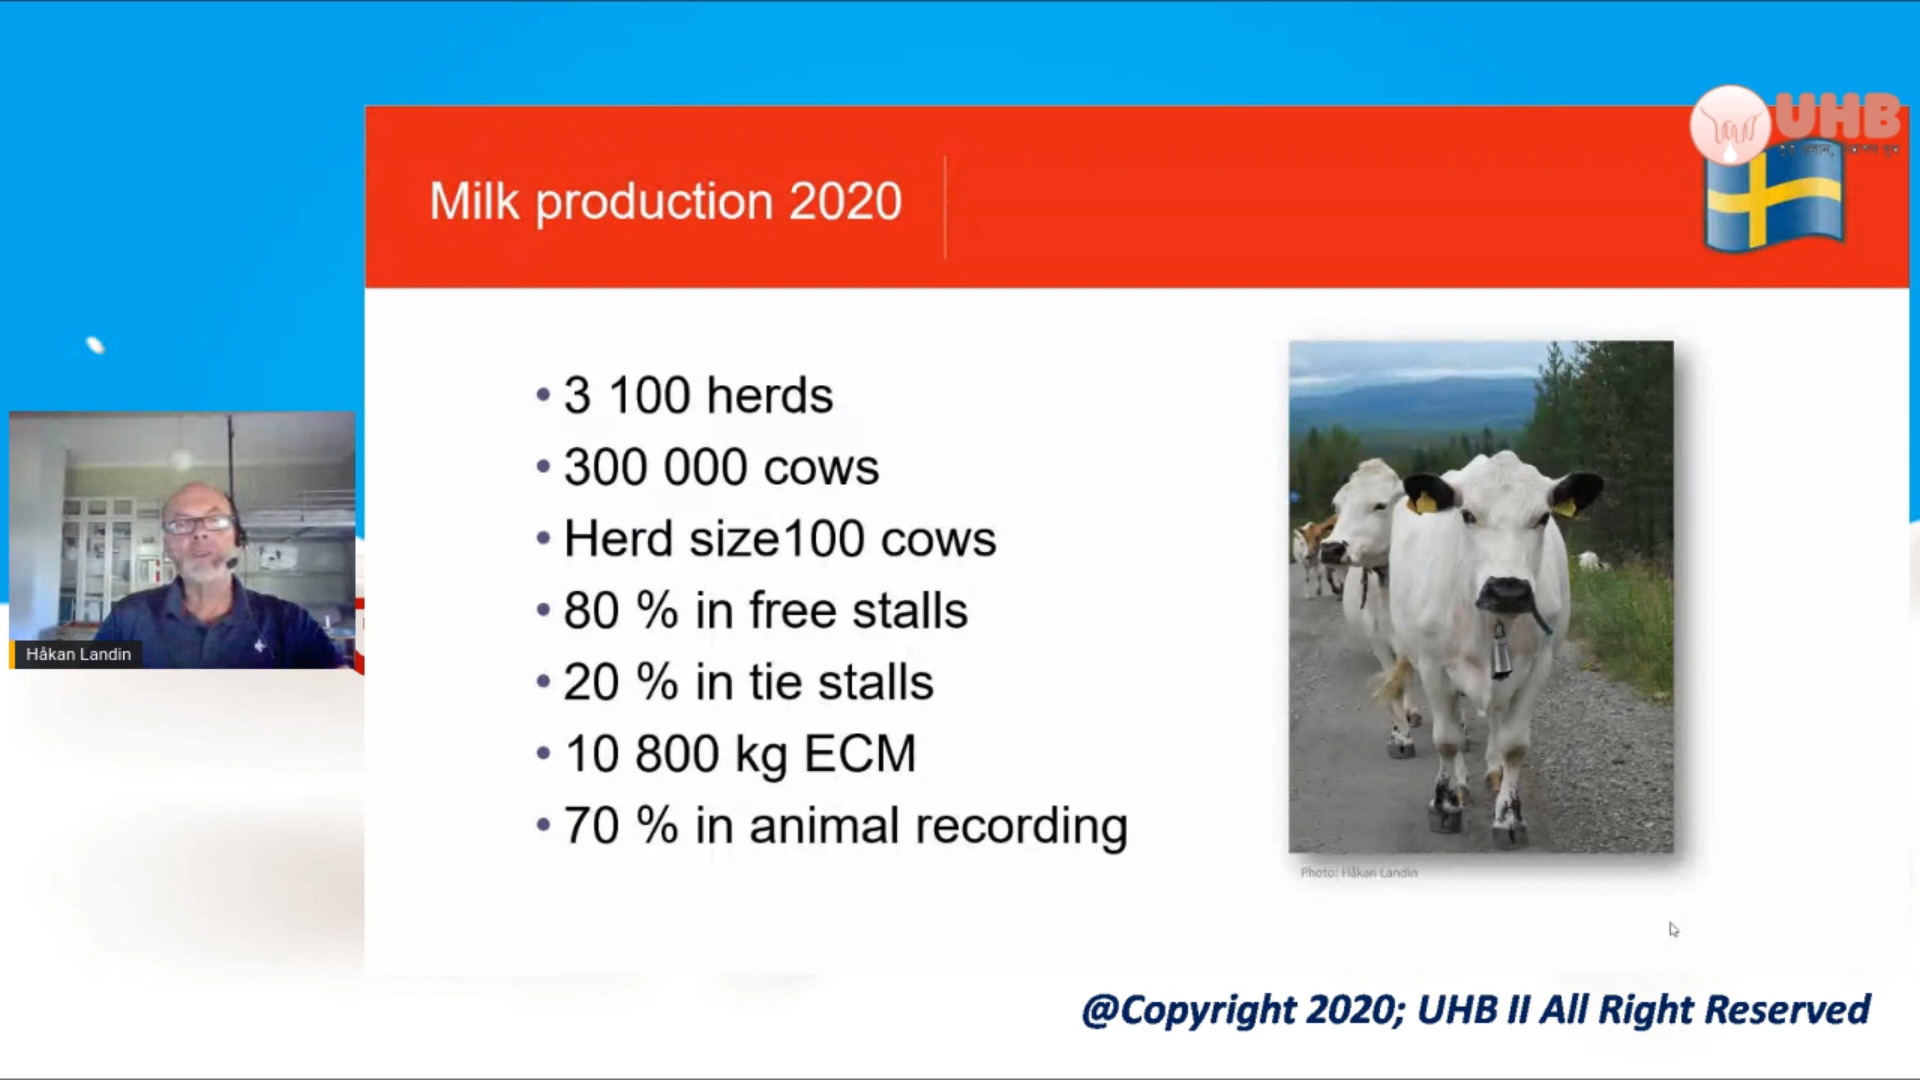 UHB
Milk production 2020
• 3 100 herds
• 300 000 cows
• Herd size100 cows
• 80 % in free stalls
• 20 % in tie stalls
• 10 800 kg ECM
• 70 % in animal recording
Photo: Håkan Landin
Håkan Landin
@Copyright 2020; UHB II All Right Reserved